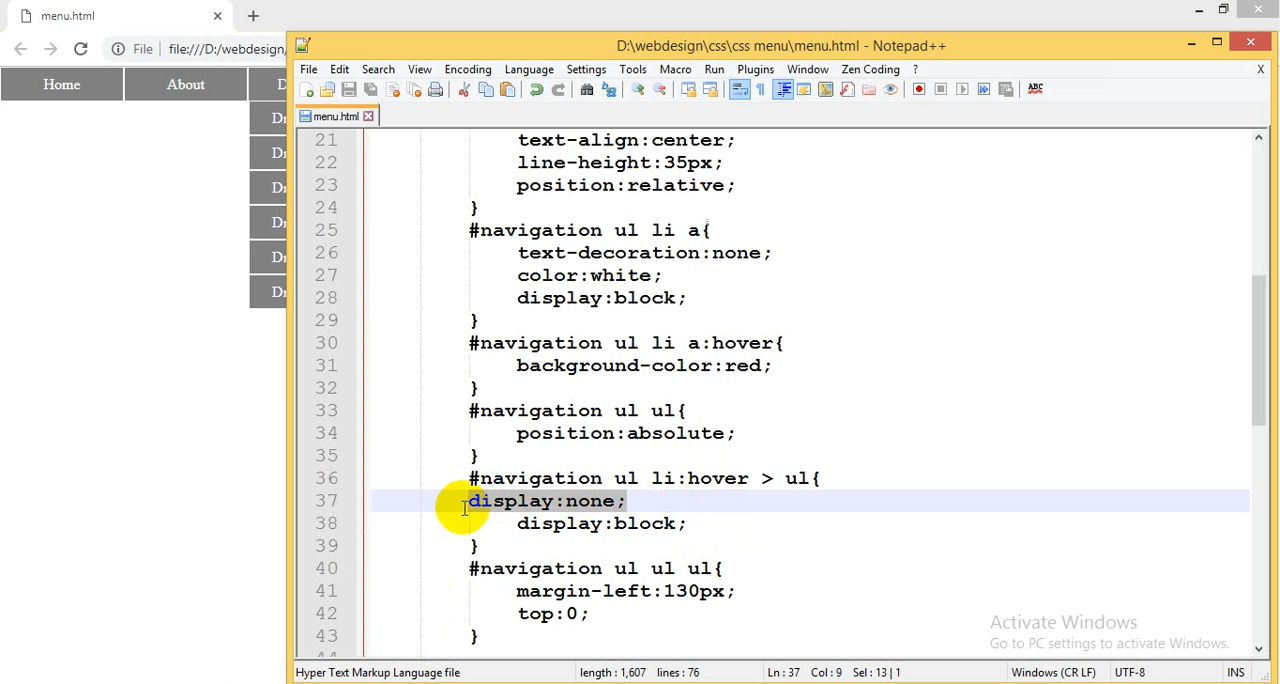 menu.html
D:\webdesign\css\css menu\menu.html - Notepad++
File
file:///D:/webdesign/
File Edit Search View Encoding Language Settings Tools Macro Run Plugins Window Zen Coding ? X
ABC
Home About D
menu.html
Dr
Dr
Dr
Dr
Dr
Dr
21 text-align:center;
22 line-height:35px;
23 position:relative;
24 }
25 #navigation ul li a{
26 text-decoration:none;
27 color:white;
28 display:block;
29 }
30 #navigation ul li a:hover{
31 background-color:red;
32 }
33 #navigation ul ul{
34 position:absolute;
35 }
36 #navigation ul li:hover > ul{
37 display:none;
38 display:block;
39 }
40 #navigation ul ul ul{
41 margin-left:130px;
42 top:0;
43 }
Activate Windows
Go to PC settings to activate Windows.
Hyper Text Markup Language file length : 1,607 lines : 76 Ln : 37 Col : 9 Sel : 13 | 1 Windows (CR LF) UTF-8 INS